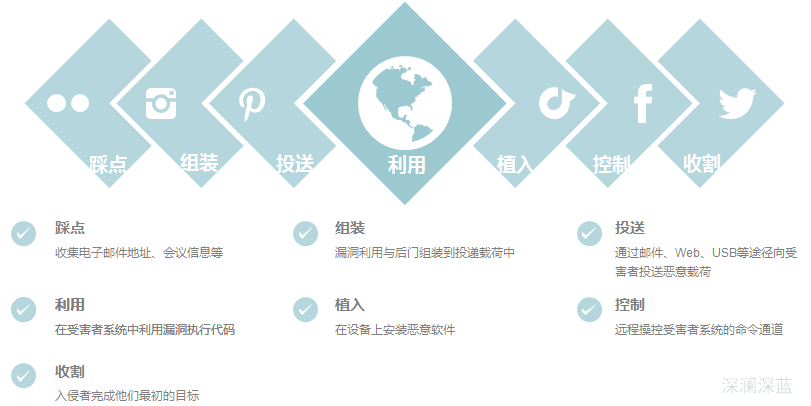 踩点
组装
投送
利用
植入
控制
收割
踩点
收集电子邮件地址、会议信息等
组装
漏洞利用与后门组装到投递载荷中
投送
通过邮件、Web、USB等途径向受
害者投送恶意载荷
利用
在受害者系统中利用漏洞执行代码
植入
在设备上安装恶意软件
控制
远程操控受害者系统的命令通道
收割
入侵者完成他们最初的目标
深澜深蓝